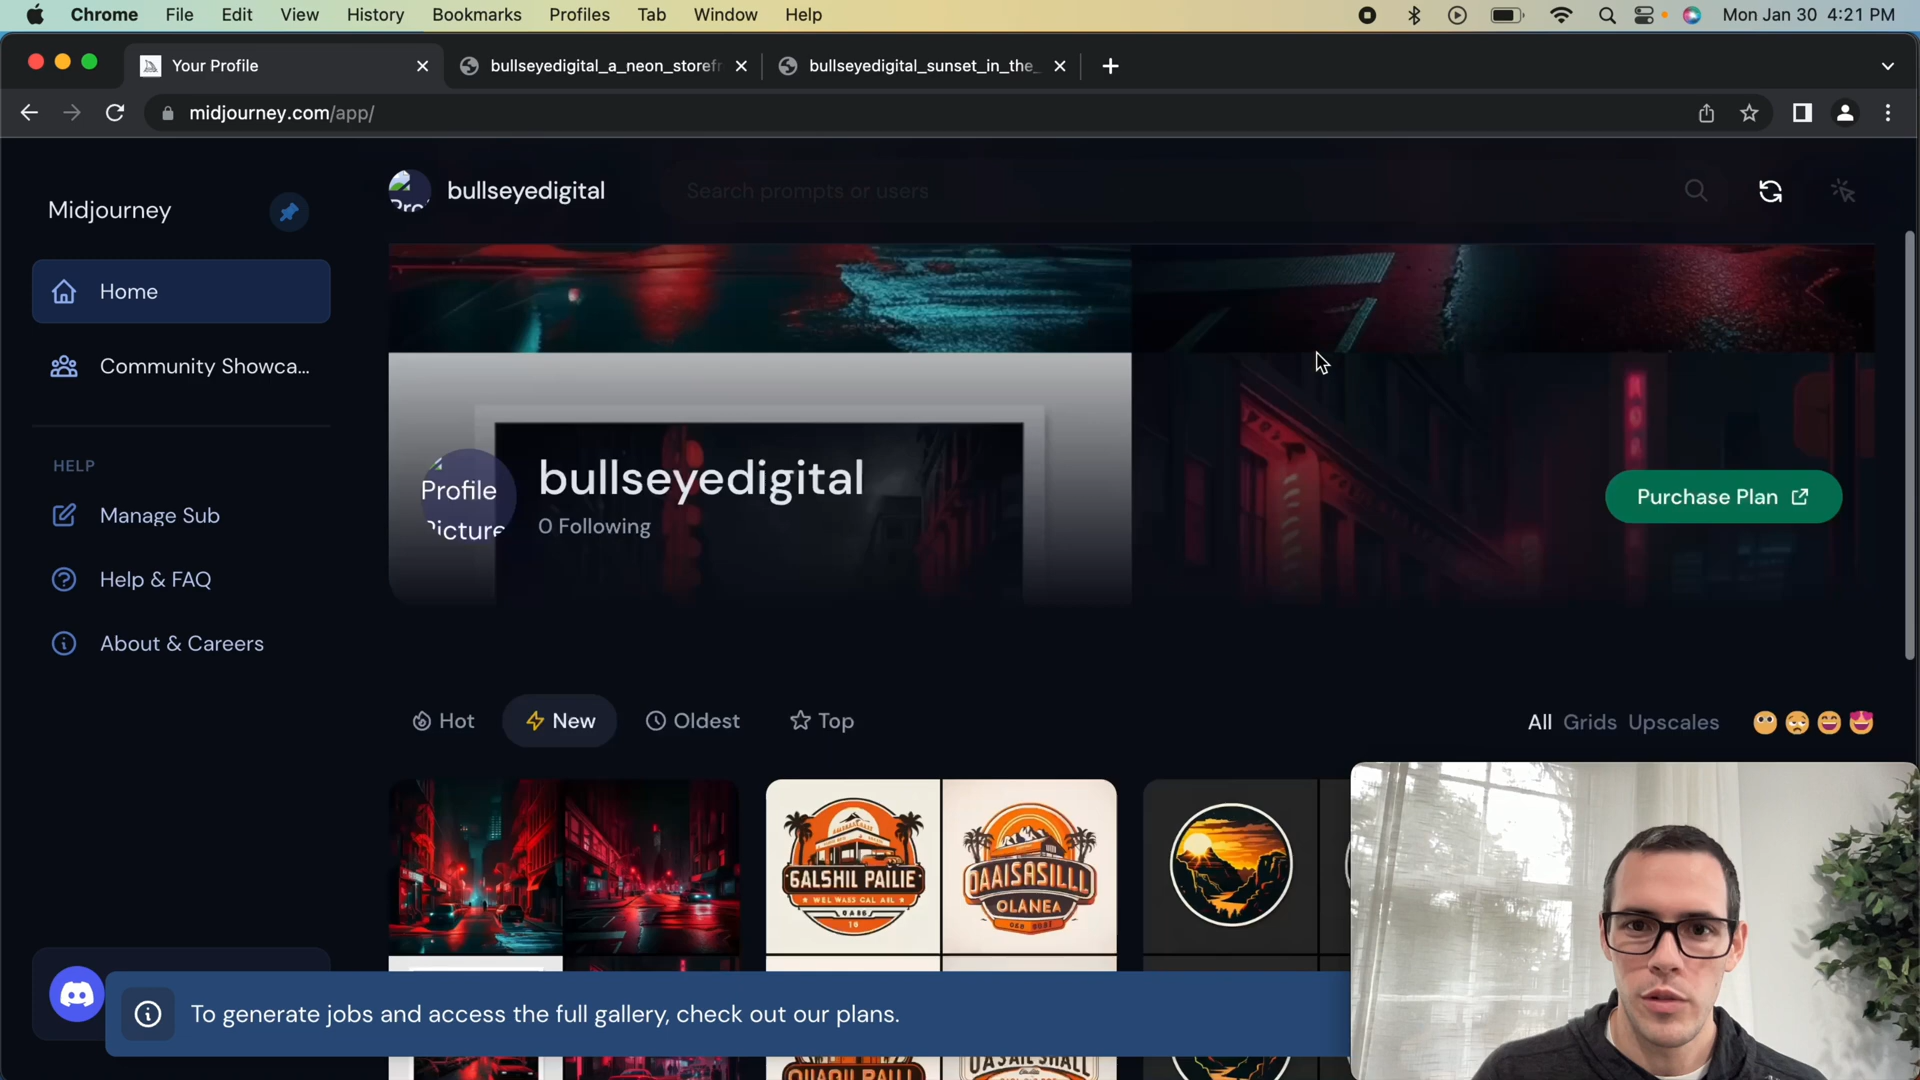 Chrome File Edit View History Bookmarks Profiles Tab Window Help Mon Jan 30 4:21 PM
Your Profile bullseyedigital_a_neon_storefr bullseyedigital_sunset_in_the_
midjourney.com/app/
Midjourney
bullseyedigital
Search prompts or users
Home
Community Showca...
HELP
Manage Sub
Help & FAQ
About & Careers
Profile
Picture
bullseyedigital
0 Following
Purchase Plan
Hot New Oldest Top
All Grids Upscales
GALSHIL PAILIE
OAAISASILLL
OLANEA
To generate jobs and access the full gallery, check out our plans.